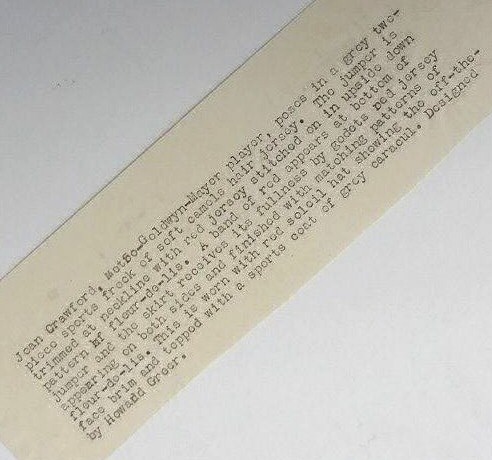 Joan Crawford, Metro-Goldwyn-Mayer player, poses in a grey two-
piece sports frock of soft camels hair jersey. The jumper is
trimmed at neckline with red jersey stitched on in upside down
pattern of fleur-de-lis. A band of red appears at bottom of
jumper and the skirt receives its fullness by godets red jersey
appearing on both sides and finished with matching patterns of
fleur-de-lis. This is worn with red soleil hat showing the off-the-
face brim and topped with a sports coat of grey caracul. Designed
by Howard Greer.